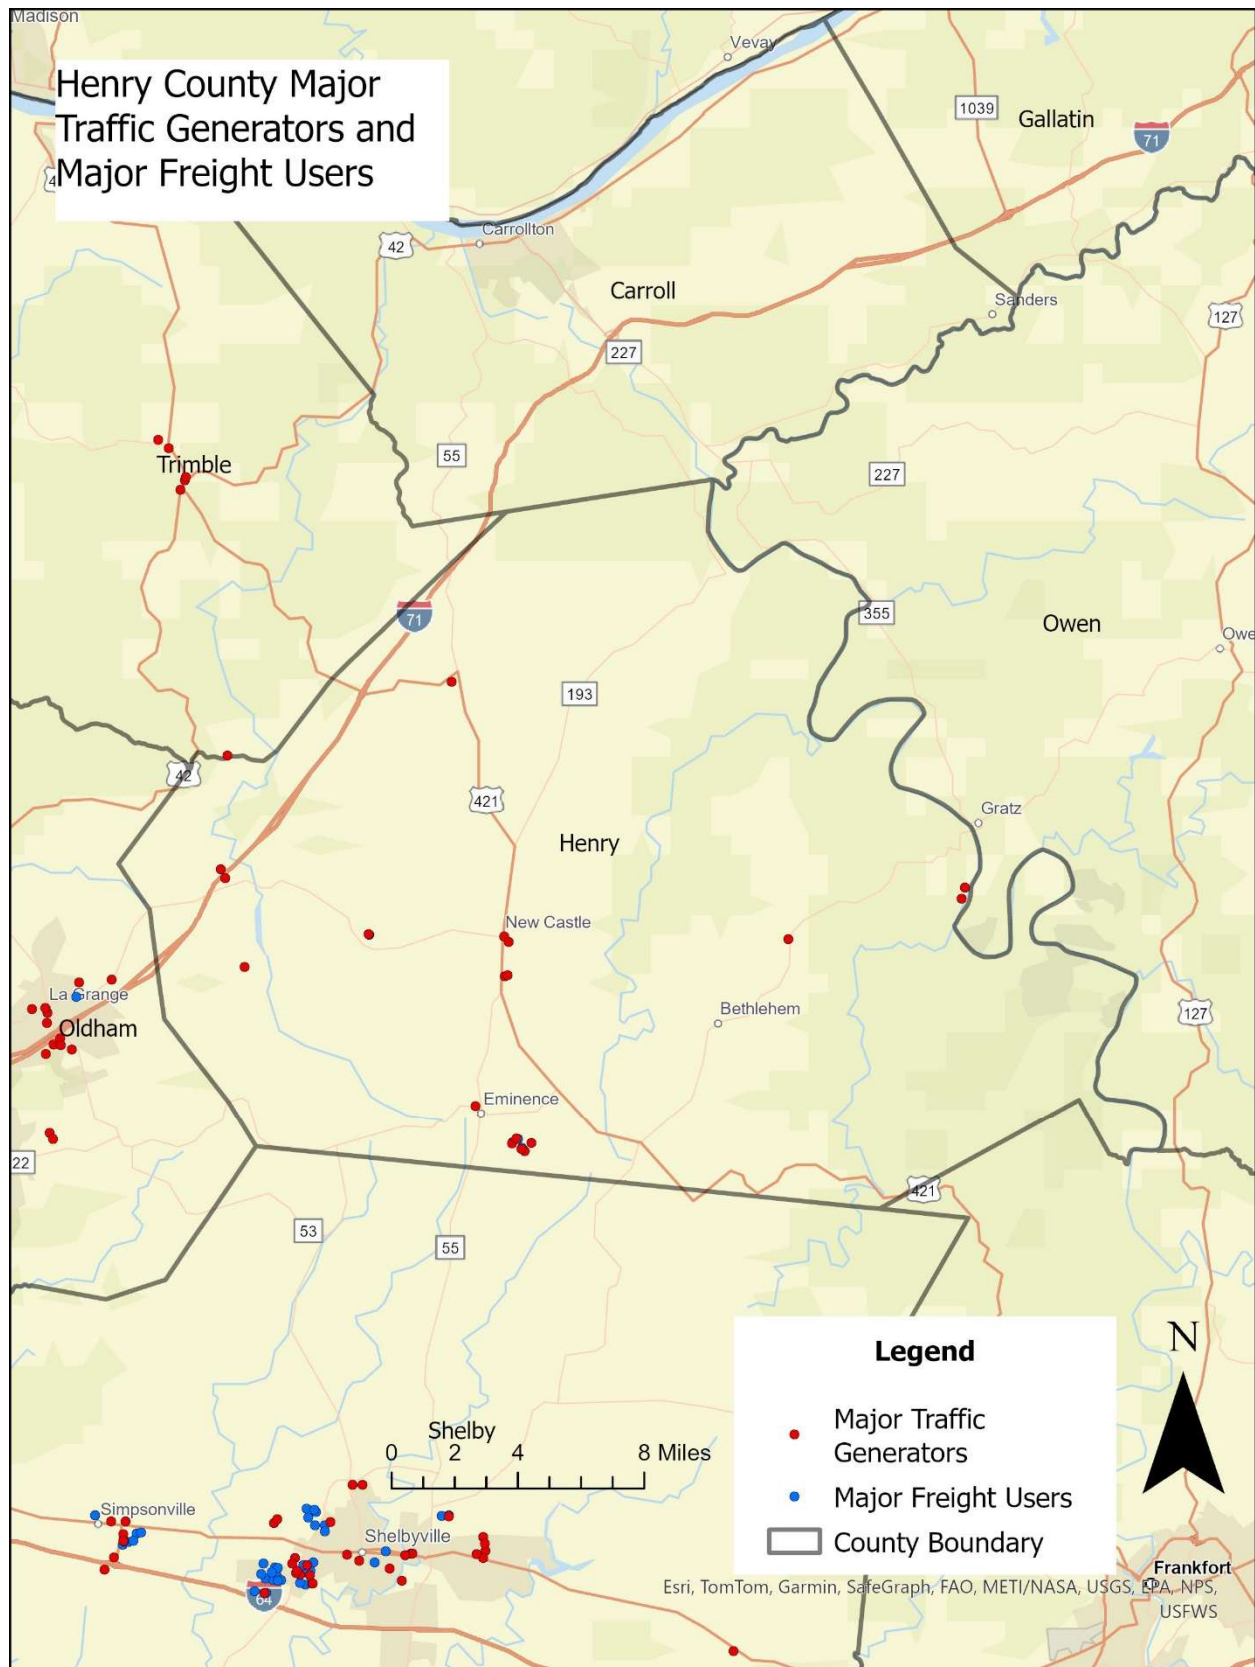 Madison
Vevay
Henry County Major
Traffic Generators and
Major Freight Users
1039
Gallatin
71
42
Carrollton
Carroll
Sanders
127
227
55
Trimble
227
71
355
Owen
Owe
193
42
421
Gratz
Henry
New Castle
La Grange
Oldham
Bethlehem
127
Eminence
22
421
53
55
Legend
N
Major Traffic
Generators
Major Freight Users
County Boundary
Shelby
0 2 4 8 Miles
Simpsonville
Shelbyville
64
Frankfort
Esri, TomTom, Garmin, SafeGraph, FAO, METI/NASA, USGS, EPA, NPS,
USFWS